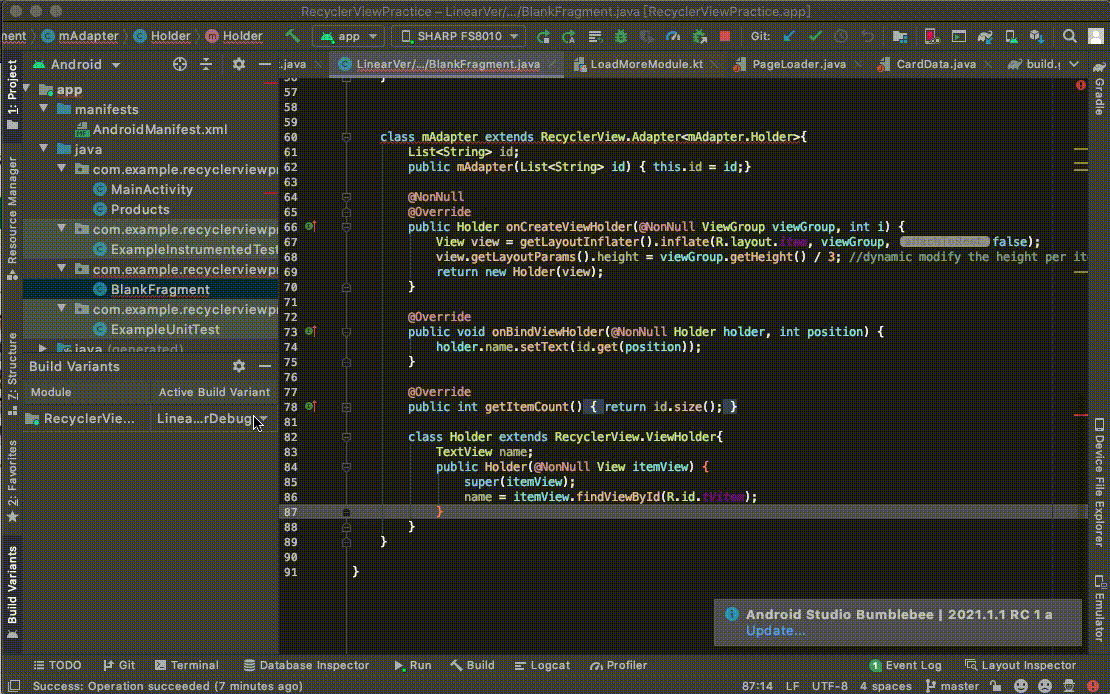 RecyclerViewPractice – LinearVer/.../BlankFragment.java [RecyclerViewPractice.app]
nent mAdapter Holder Holder app SHARP FS8010 Git:
1: Project
Resource Manager
Z: Structure
2: Favorites
Build Variants
Android
app
manifests
AndroidManifest.xml
java
com.example.recyclerviewpr
MainActivity
Products
com.example.recyclerviewpr
ExampleInstrumentedTest
com.example.recyclerviewpr
BlankFragment
com.example.recyclerviewpr
ExampleUnitTest
java (generated)
Build Variants
Module Active Build Variant
RecyclerVie... Linea...rDebug
.java LinearVer/.../BlankFragment.java LoadMoreModule.kt PageLoader.java CardData.java build.g
56 }
57
58
59
60 class mAdapter extends RecyclerView.Adapter<mAdapter.Holder>{
61 List<String> id;
62 public mAdapter(List<String> id) { this.id = id;}
63
64 @NonNull
65 @Override
66 public Holder onCreateViewHolder(@NonNull ViewGroup viewGroup, int i) {
67 View view = getLayoutInflater().inflate(R.layout.item, viewGroup, attachToRoot: false);
68 view.getLayoutParams().height = viewGroup.getHeight() / 3; //dynamic modify the height per ite
69 return new Holder(view);
70 }
71
72 @Override
73 public void onBindViewHolder(@NonNull Holder holder, int position) {
74 holder.name.setText(id.get(position));
75 }
76
77 @Override
78 public int getItemCount() { return id.size(); }
81
82 class Holder extends RecyclerView.ViewHolder{
83 TextView name;
84 public Holder(@NonNull View itemView) {
85 super(itemView);
86 name = itemView.findViewById(R.id.tVitem);
87 }
88 }
89 }
90
91 }
Gradle
Device File Explorer
Emulator
Android Studio Bumblebee | 2021.1.1 RC 1 a
Update...
TODO Git Terminal Database Inspector Run Build Logcat Profiler 1 Event Log Layout Inspector
Success: Operation succeeded (7 minutes ago) 87:14 LF UTF-8 4 spaces master